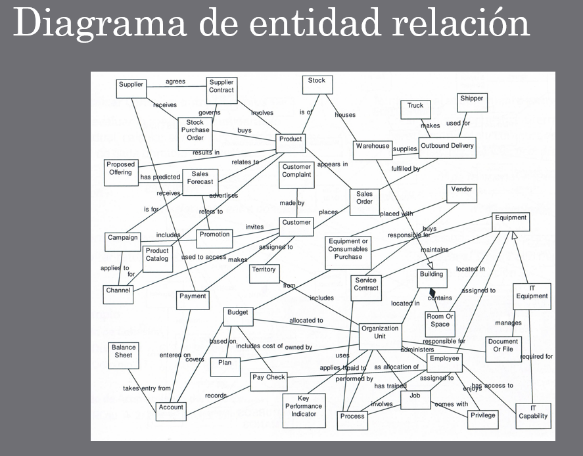 Diagrama de entidad relación
Supplier
agrees
Supplier
Contract
Stock
Truck
Shipper
receives
governs
involves
is of
houses
makes
used for
Stock
Purchase
Order
buys
Product
Warehouse
supplies
Outbound Delivery
results in
Proposed
Offering
has predicted
Sales
Forecast
relates to
Customer
Complaint
appears in
fulfilled by
receives
advertises
Sales
Order
Vendor
is for
refers to
made by
places
placed with
Campaign
includes
Promotion
invites
Customer
buys
responsible for
Equipment
Product
Catalog
used to access
makes
assigned to
Equipment or
Consumables
Purchase
maintains
applies to
for
Territory
Building
located in
Channel
Payment
from
includes
Service
Contract
contains
assigned to
IT
Equipment
located in
Budget
allocated to
Organization
Unit
Room Or
Space
manages
Balance
Sheet
entered on
covers
based on
includes cost of
owned by
responsible for
administers
Document
Or File
required for
Plan
uses
Employee
takes entry from
Pay Check
applies to
paid to
as allocation of
performed by
assigned to
has trained
enjoys
has access to
records
Account
Key
Performance
Indicator
Job
involves
comes with
Process
Privilege
IT
Capability